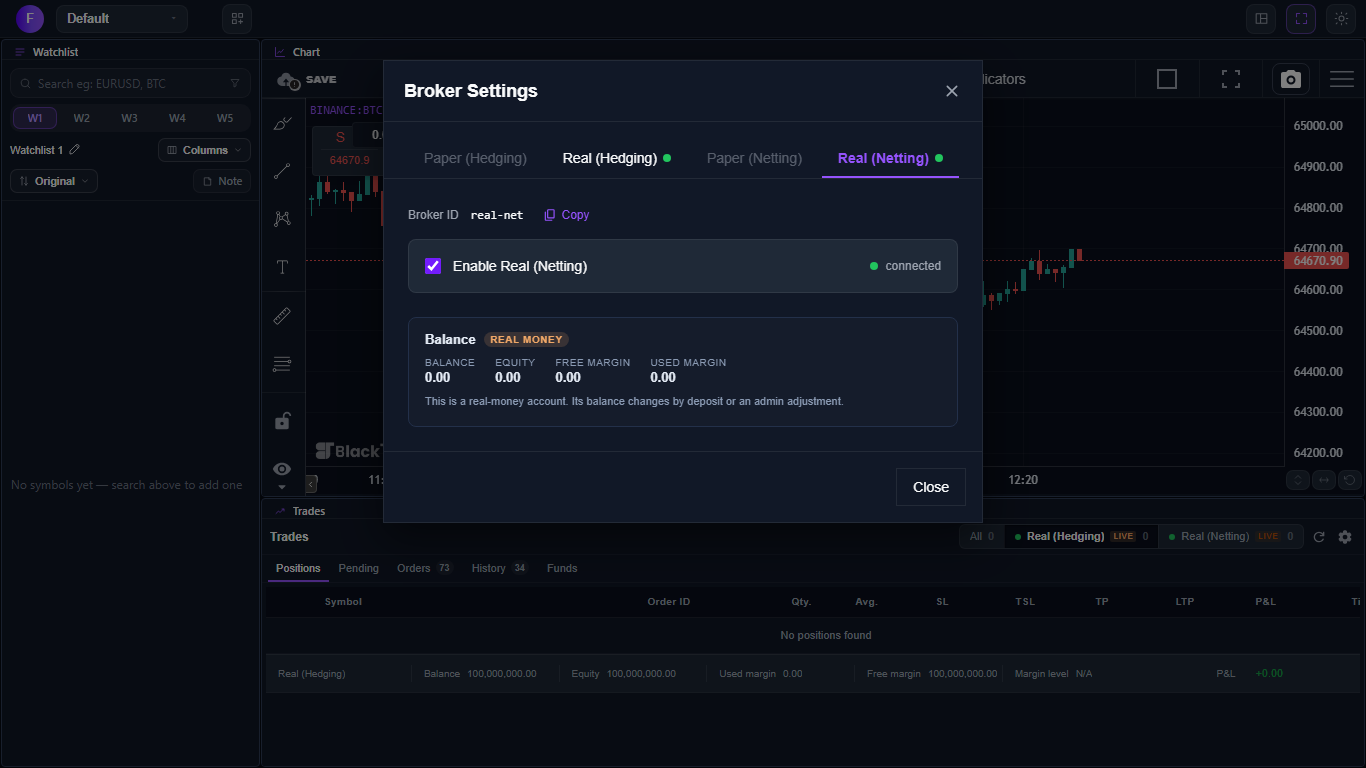 F Default
Watchlist
Chart
Search eg: EURUSD, BTC
SAVE
dicators
W1 W2 W3 W4 W5
BINANCE:BTC
Watchlist 1 Columns
S 0.
64670.9
Original Note
No symbols yet — search above to add one
Broker Settings
Paper (Hedging) Real (Hedging) Paper (Netting) Real (Netting)
Broker ID real-net Copy
Enable Real (Netting) connected
Balance REAL MONEY
BALANCE EQUITY FREE MARGIN USED MARGIN
0.00 0.00 0.00 0.00
This is a real-money account. Its balance changes by deposit or an admin adjustment.
Close
65000.00
64900.00
64800.00
64700.00
64670.90
64600.00
64500.00
64400.00
64300.00
64200.00
Black
11: 12:20
Trades
Trades All 0 Real (Hedging) LIVE 0 Real (Netting) LIVE 0
Positions Pending Orders 73 History 34 Funds
Symbol Order ID Qty. Avg. SL TSL TP LTP P&L Ti
No positions found
Real (Hedging) Balance 100,000,000.00 Equity 100,000,000.00 Used margin 0.00 Free margin 100,000,000.00 Margin level N/A P&L +0.00